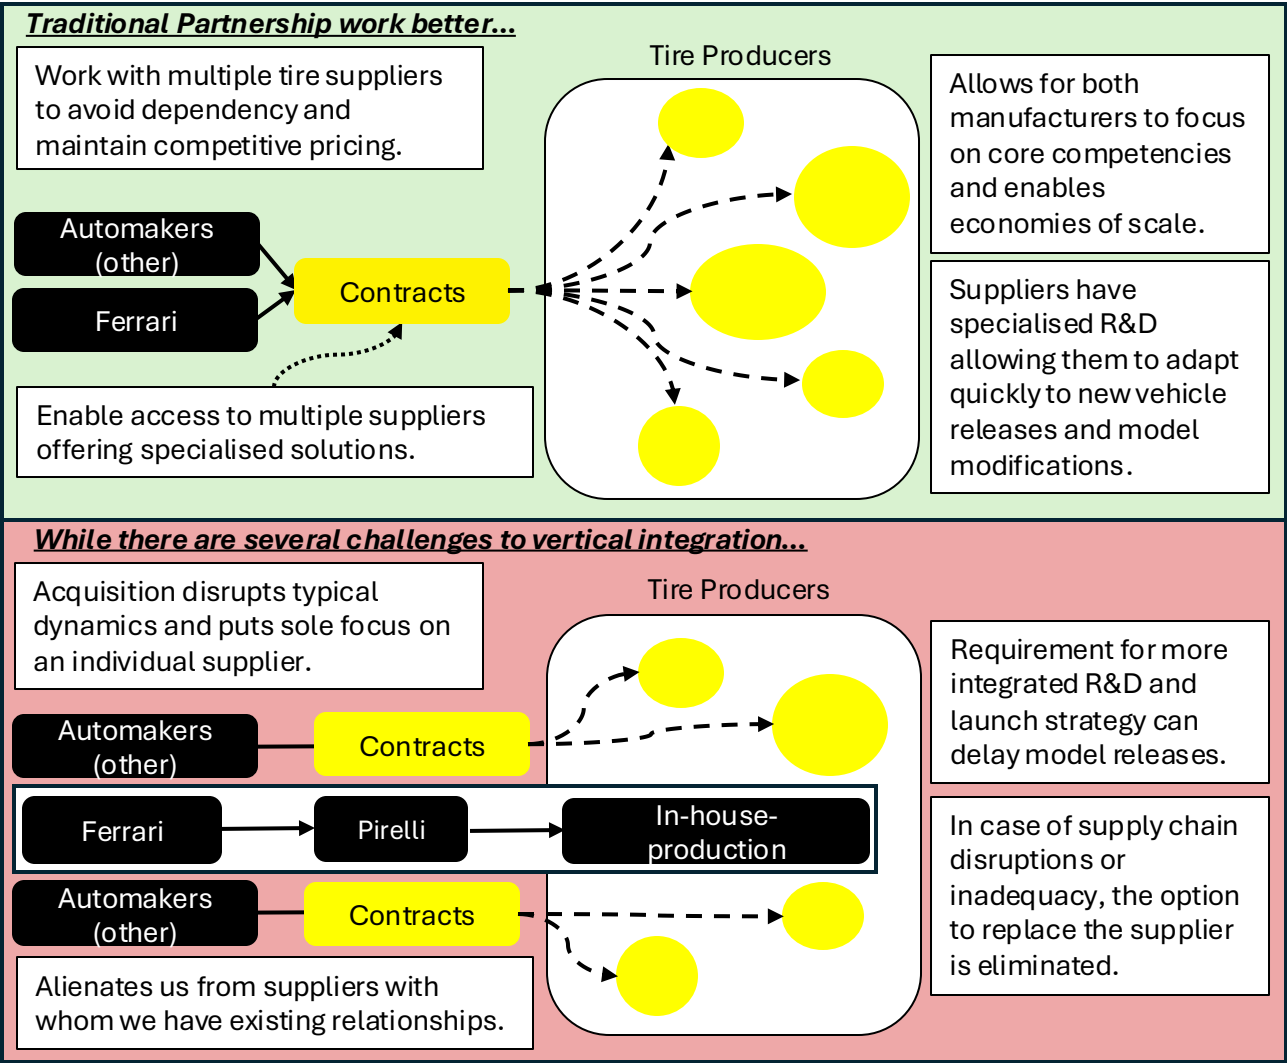 Traditional Partnership work better...
Work with multiple tire suppliers
to avoid dependency and
maintain competitive pricing.
Tire Producers
Allows for both
manufacturers to focus
on core competencies
and enables
economies of scale.
Automakers
(other)
Ferrari
Contracts
Suppliers have
specialised R&D
allowing them to adapt
quickly to new vehicle
releases and model
modifications.
Enable access to multiple suppliers
offering specialised solutions.
While there are several challenges to vertical integration...
Acquisition disrupts typical
dynamics and puts sole focus on
an individual supplier.
Tire Producers
Requirement for more
integrated R&D and
launch strategy can
delay model releases.
Automakers
(other)
Contracts
Ferrari
Pirelli
In-house-
production
In case of supply chain
disruptions or
inadequacy, the option
to replace the supplier
is eliminated.
Automakers
(other)
Contracts
Alienates us from suppliers with
whom we have existing relationships.